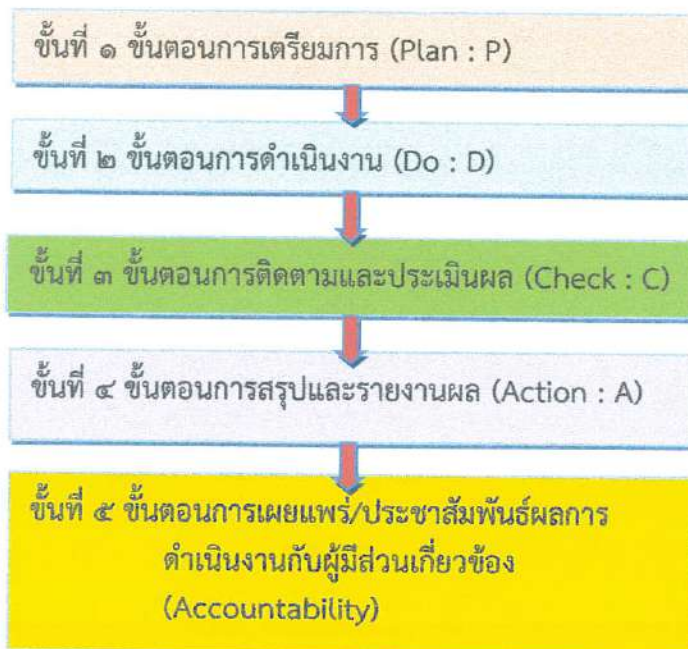 ขั้นที่ ๑ ขั้นตอนการเตรียมการ (Plan : P)
ขั้นที่ ๒ ขั้นตอนการดำเนินงาน (Do : D)
ขั้นที่ ๓ ขั้นตอนการติดตามและประเมินผล (Check : C)
ขั้นที่ ๔ ขั้นตอนการสรุปและรายงานผล (Action : A)
ขั้นที่ ๕ ขั้นตอนการเผยแพร่/ประชาสัมพันธ์ผลการ
ดำเนินงานกับผู้มีส่วนเกี่ยวข้อง
(Accountability)